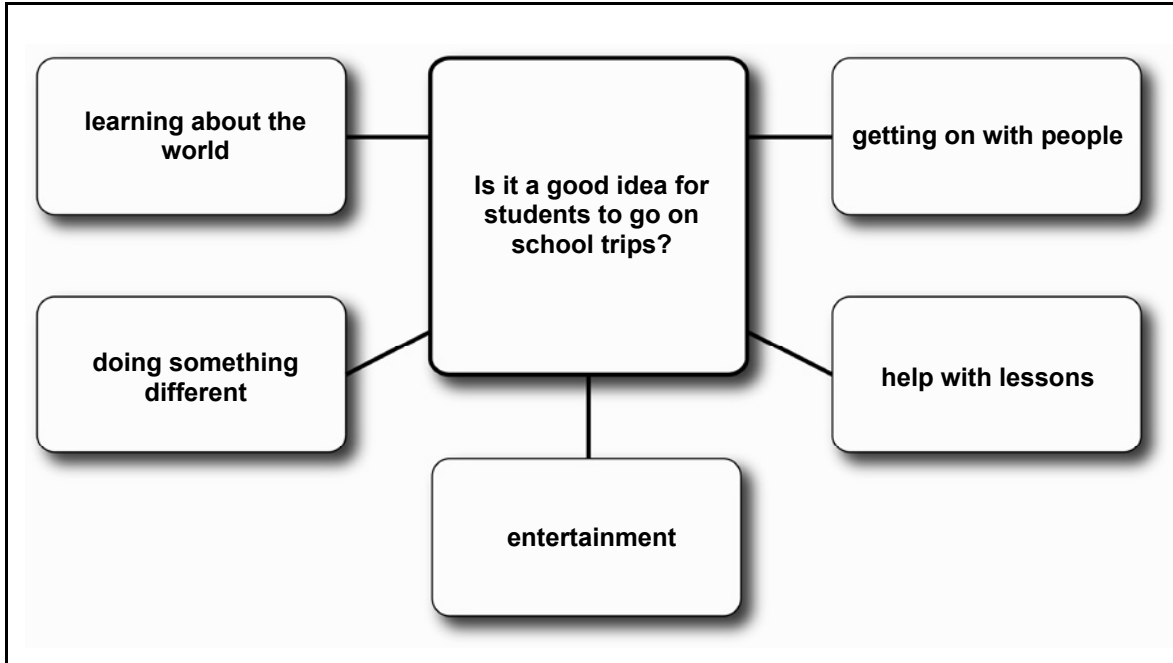 learning about the
world
Is it a good idea for
students to go on
school trips?
getting on with people
doing something
different
help with lessons
entertainment